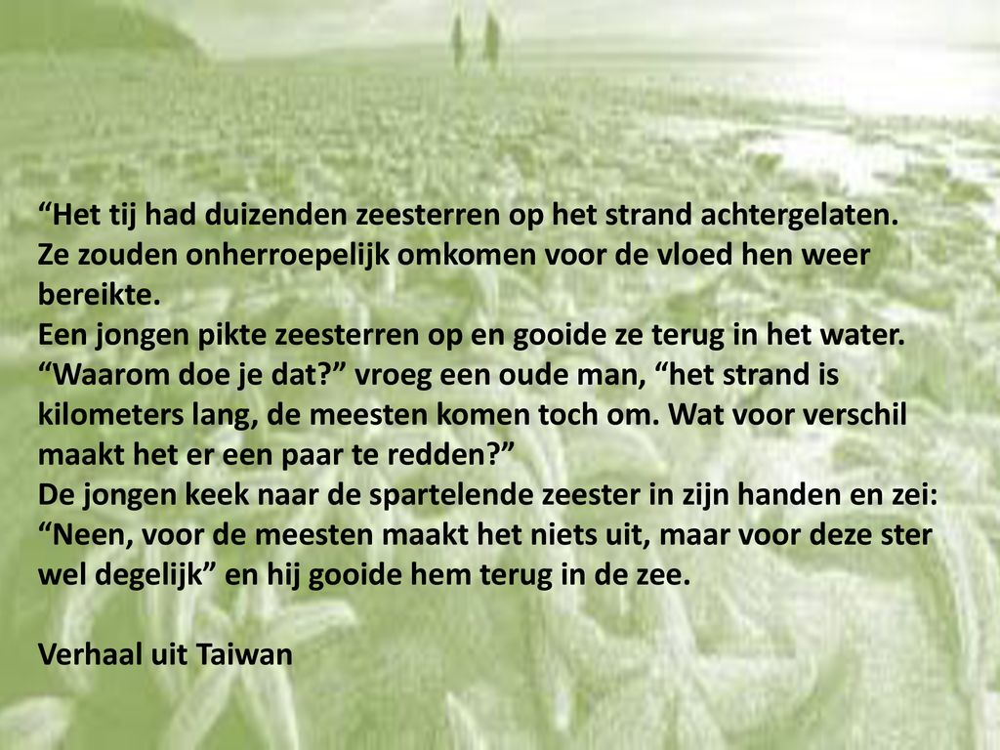 “Het tij had duizenden zeesterren op het strand achtergelaten.
Ze zouden onherroepelijk omkomen voor de vloed hen weer
bereikte.
Een jongen pikte zeesterren op en gooide ze terug in het water.
“Waarom doe je dat?” vroeg een oude man, “het strand is
kilometers lang, de meesten komen toch om. Wat voor verschil
maakt het er een paar te redden?”
De jongen keek naar de spartelende zeester in zijn handen en zei:
“Neen, voor de meesten maakt het niets uit, maar voor deze ster
wel degelijk” en hij gooide hem terug in de zee.
Verhaal uit Taiwan